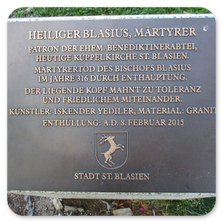 HEILIGER BLASIUS, MARTYRER
PATRON DER EHEM. BENEDIKTINERABTEI,
HEUTIGE KUPPELKIRCHE ST. BLASIEN.
MARTYRERTOD DES BISCHOFS BLASIUS
IM JAHRE 316 DURCH ENTHAUPTUNG.
DER LIEGENDE KOPF MAHNT ZU TOLERANZ
UND FRIEDLICHEM MITEINANDER.
KÜNSTLER: ISKENDER YEDILER, MATERIAL: GRANIT
ENTHÜLLUNG: A.D. 8. FEBRUAR 2015
STADT ST. BLASIEN